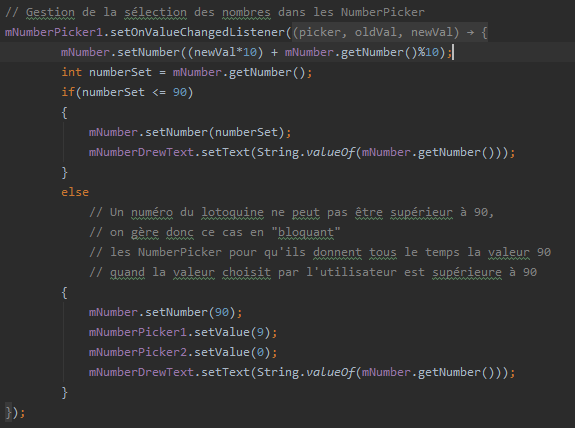 // Gestion de la sélection des nombres dans les NumberPicker
mNumberPicker1.setOnValueChangedListener((picker, oldVal, newVal) → {
        mNumber.setNumber((newVal*10) + mNumber.getNumber()%10);
        int numberSet = mNumber.getNumber();
        if(numberSet <= 90)
        {
            mNumber.setNumber(numberSet);
            mNumberDrewText.setText(String.valueOf(mNumber.getNumber()));
        }
        else
            // Un numéro du lotoquine ne peut pas être supérieur à 90,
            // on gère donc ce cas en "bloquant"
            // les NumberPicker pour qu'ils donnent tous le temps la valeur 90
            // quand la valeur choisit par l'utilisateur est supérieure à 90
        {
            mNumber.setNumber(90);
            mNumberPicker1.setValue(9);
            mNumberPicker2.setValue(0);
            mNumberDrewText.setText(String.valueOf(mNumber.getNumber()));
        }
});